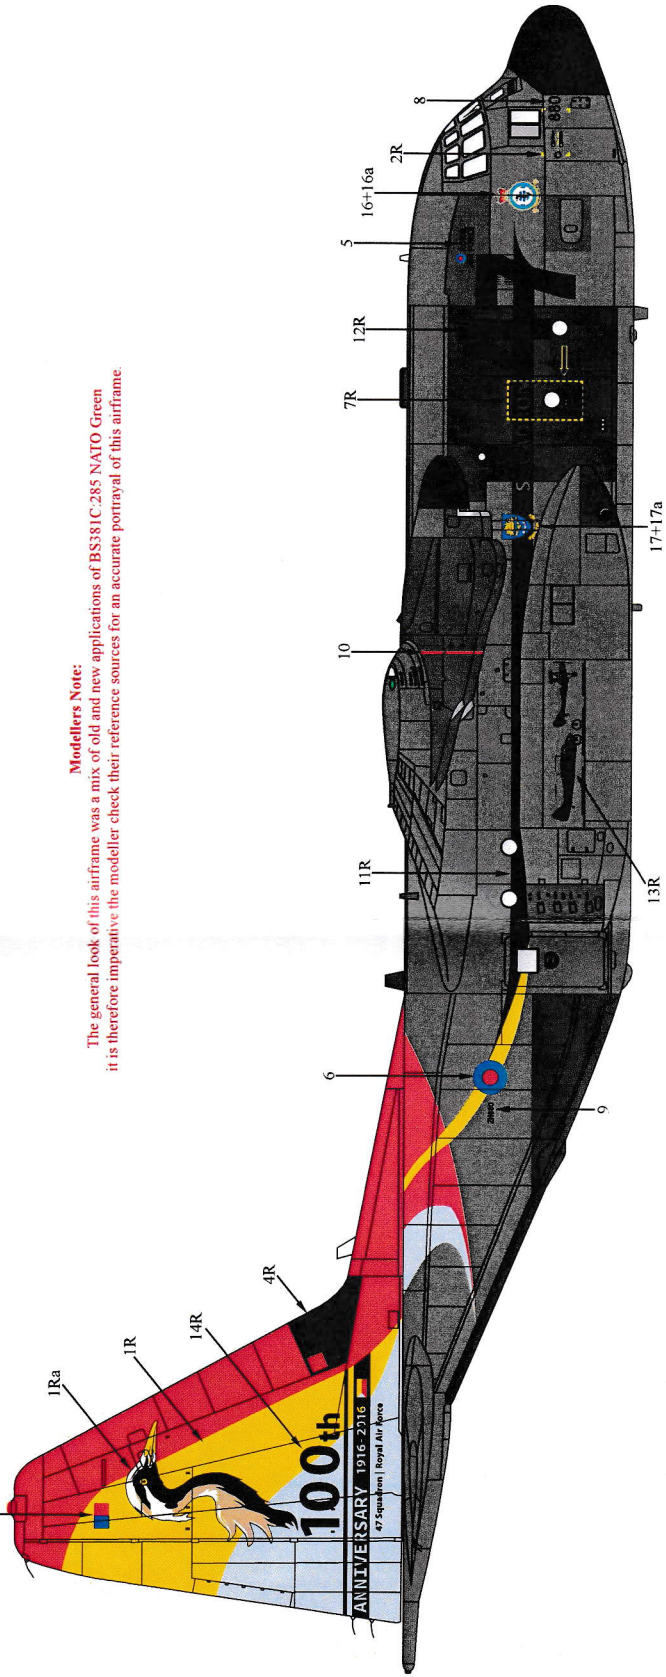 Modellers Note:
The general look of this airframe was a mix of old and new applications of BS381C:285 NATO Green
it is therefore imperative the modeller check their reference sources for an accurate portrayal of this airframe.
1Ra
1R
14R
4R
6
9
11R
13R
10
17+17a
7R
12R
5
16+16a
2R
8
880
47
100th
ANNIVERSARY 1916-2016
47 Squadron | Royal Air Force